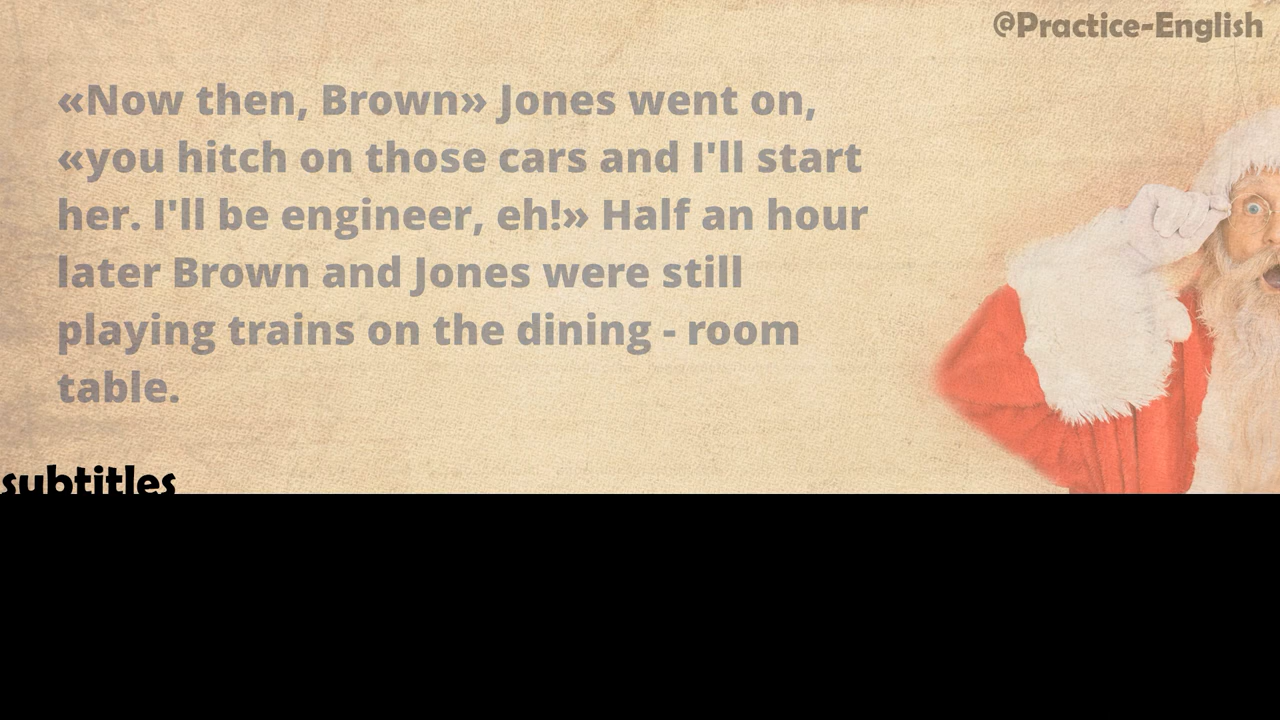 @Practice-English
«Now then, Brown» Jones went on,
«you hitch on those cars and I'll start
her. I'll be engineer, eh!» Half an hour
later Brown and Jones were still
playing trains on the dining - room
table.
subtitles